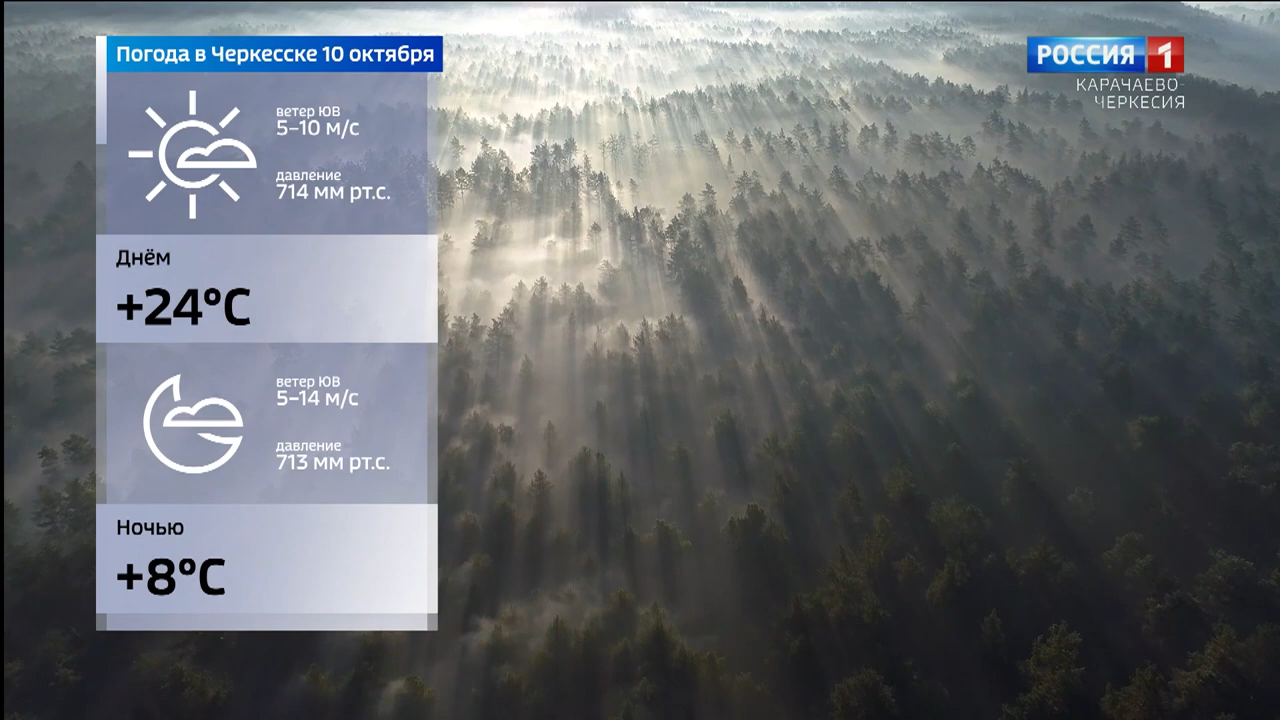 Погода в Черкесске 10 октября
ветер ЮВ
5–10 м/с
давление
714 мм рт.с.
Днём
+24°C
ветер ЮВ
5–14 м/с
давление
713 мм рт.с.
Ночью
+8°C
РОССИЯ 1
КАРАЧАЕВО-
ЧЕРКЕСИЯ